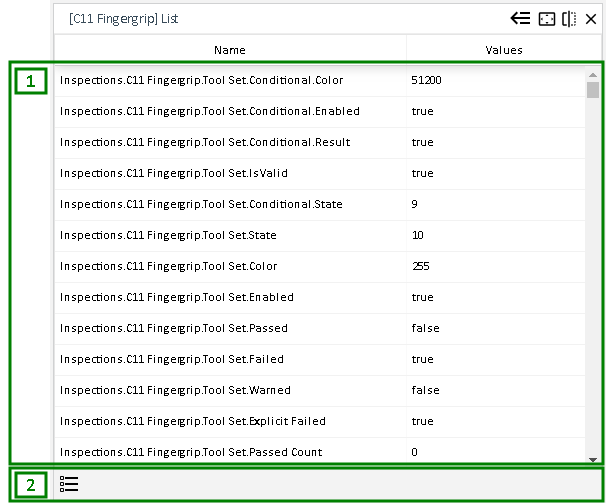 [C11 Fingergrip] List
Name Values
1
Inspections.C11 Fingergrip.Tool Set.Conditional.Color 51200
Inspections.C11 Fingergrip.Tool Set.Conditional.Enabled true
Inspections.C11 Fingergrip.Tool Set.Conditional.Result true
Inspections.C11 Fingergrip.Tool Set.IsValid true
Inspections.C11 Fingergrip.Tool Set.Conditional.State 9
Inspections.C11 Fingergrip.Tool Set.State 10
Inspections.C11 Fingergrip.Tool Set.Color 255
Inspections.C11 Fingergrip.Tool Set.Enabled true
Inspections.C11 Fingergrip.Tool Set.Passed false
Inspections.C11 Fingergrip.Tool Set.Failed true
Inspections.C11 Fingergrip.Tool Set.Warned false
Inspections.C11 Fingergrip.Tool Set.Explicit Failed true
Inspections.C11 Fingergrip.Tool Set.Passed Count 0
2